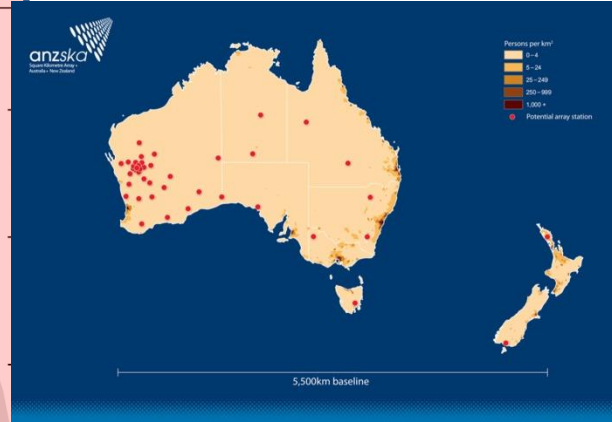 anzska
Square Kilometre Array •
Australia • New Zealand
Persons per km²
0–4
5–24
25–249
250–999
1,000 +
Potential array station
5,500km baseline